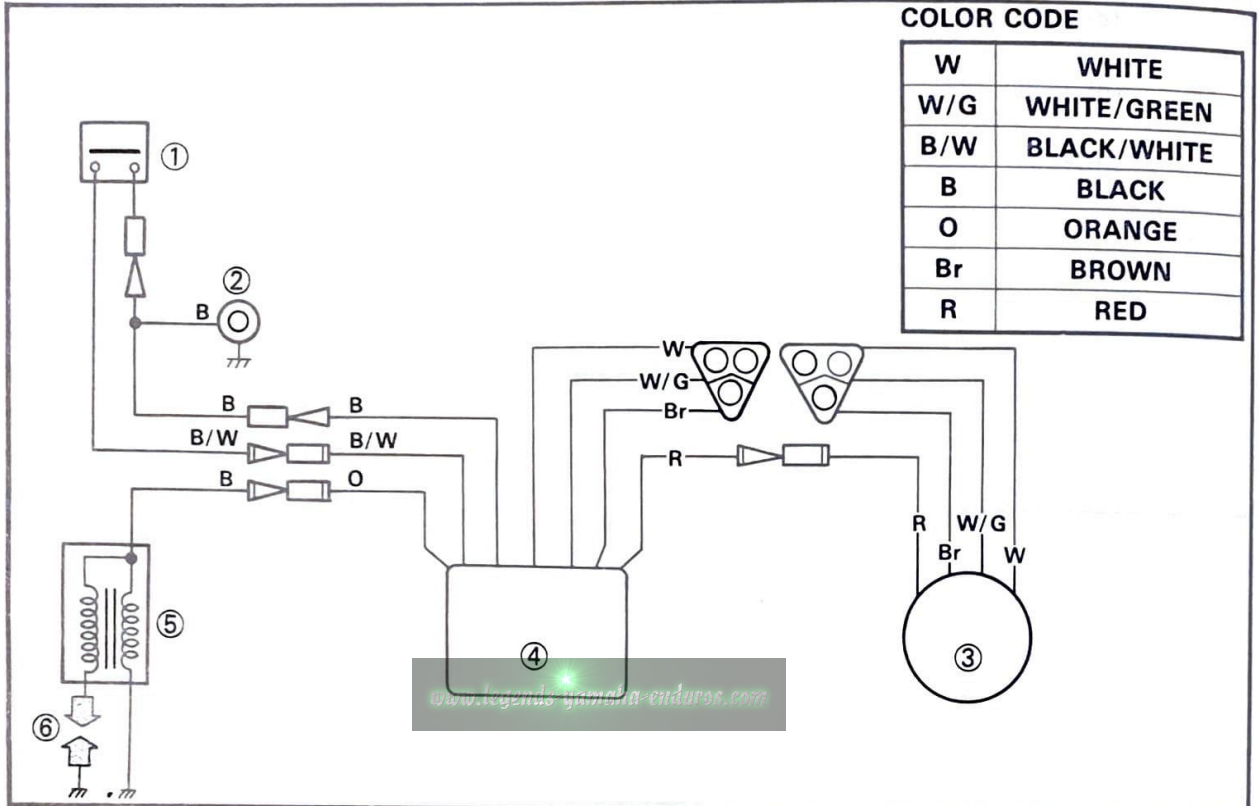 COLOR CODE
W WHITE
W/G WHITE/GREEN
B/W BLACK/WHITE
B BLACK
O ORANGE
Br BROWN
R RED
①
②
B
W
W/G
Br
B B
B/W B/W
R
B O
R W/G
Br W
⑤
④
③
www.legends-yamaha-enduros.com
⑥